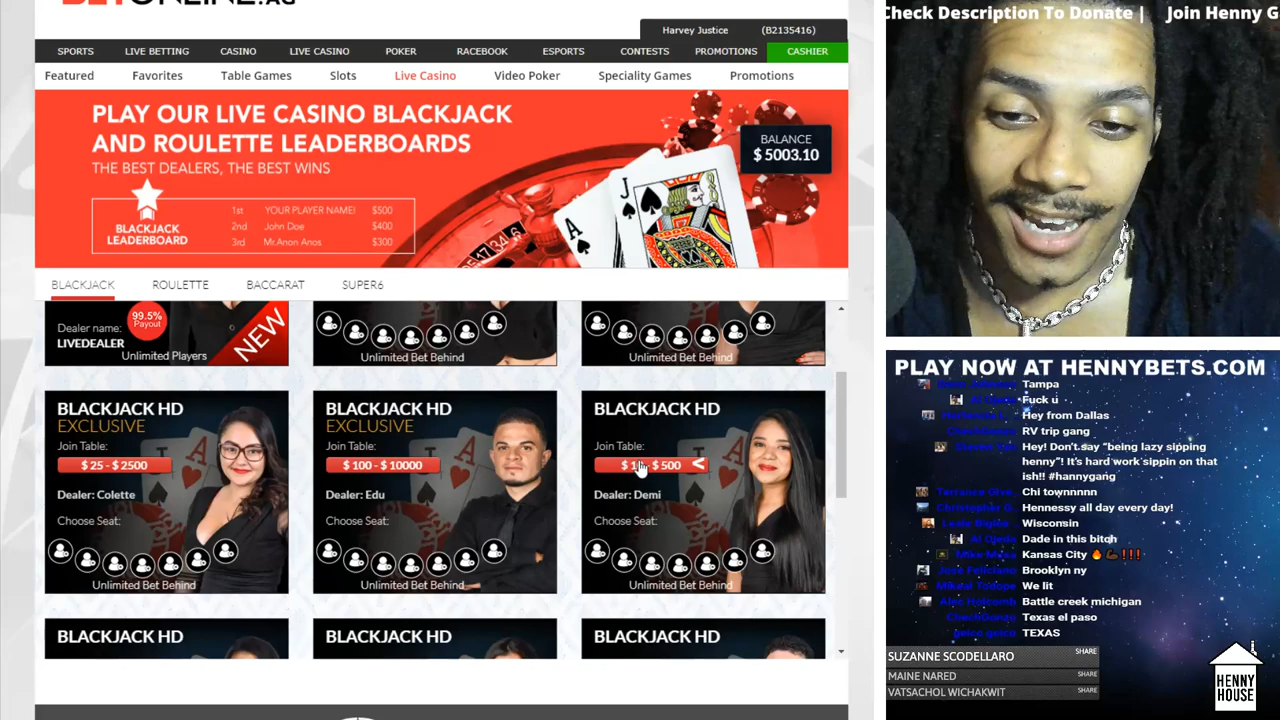 BETONLINE.AG
Check Description To Donate | Join Henny G
Harvey Justice (B2135416)
SPORTS LIVE BETTING CASINO LIVE CASINO POKER RACEBOOK ESPORTS CONTESTS PROMOTIONS CASHIER
Featured Favorites Table Games Slots Live Casino Video Poker Speciality Games Promotions
PLAY OUR LIVE CASINO BLACKJACK
AND ROULETTE LEADERBOARDS
THE BEST DEALERS, THE BEST WINS
BALANCE
$ 5003.10
BLACKJACK
LEADERBOARD
1st YOUR PLAYER NAME! $500
2nd John Doe $400
3rd Mr.Anon Anos $300
BLACKJACK ROULETTE BACCARAT SUPER6
99.5%
Payout
Dealer name:
LIVEDEALER
Unlimited Players
NEW
Unlimited Bet Behind
Unlimited Bet Behind
BLACKJACK HD
EXCLUSIVE
Join Table:
$ 25 - $ 2500
Dealer: Colette
Choose Seat:
Unlimited Bet Behind
BLACKJACK HD
EXCLUSIVE
Join Table:
$ 100 - $ 10000
Dealer: Edu
Choose Seat:
Unlimited Bet Behind
BLACKJACK HD
Join Table:
$ 500 <
Dealer: Demi
Choose Seat:
Unlimited Bet Behind
BLACKJACK HD
BLACKJACK HD
BLACKJACK HD
PLAY NOW AT HENNYBETS.COM
Tampa
Fuck u
Hey from Dallas
RV trip gang
Hey! Don't.say "being lazy sipping
henny"! It's hard work sippin on that
ish!! #hannygang
Chi townnnnn
Hennessy all day every day!
Wisconsin
Dade in this bitch
Kansas City 🔥💪🏿❗❗❗
Jose Feliciano Brooklyn ny
We lit
Alec Holcomb Battle creek michigan
Texas el paso
geico geico TEXAS
SUZANNE SCODELLARO SHARE
MAINE NARED SHARE
VATSACHOL WICHAKWIT SHARE
HENNY
HOUSE